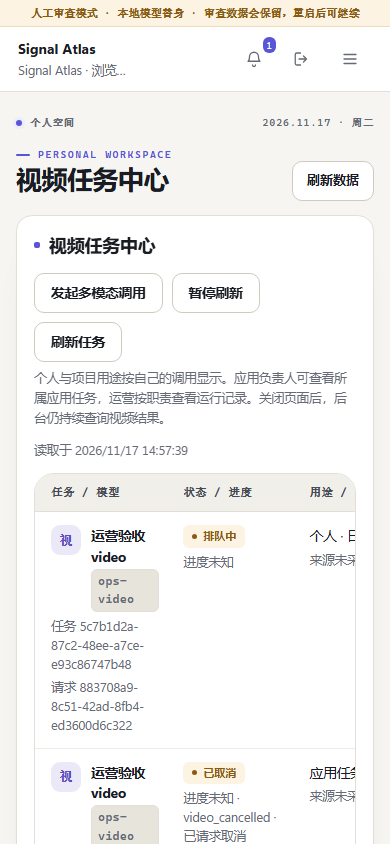 人工审查模式 · 本地模型替身 · 审查数据会保留，重启后可继续
Signal Atlas
Signal Atlas · 浏览...
1
个人空间
2026.11.17 · 周二
PERSONAL WORKSPACE
视频任务中心
刷新数据
视频任务中心
发起多模态调用
暂停刷新
刷新任务
个人与项目用途按自己的调用显示。应用负责人可查看所
属应用任务，运营按职责查看运行记录。关闭页面后，后
台仍持续查询视频结果。
读取于 2026/11/17 14:57:39
任务 / 模型
状态 / 进度
用途 /
视
运营验收
video
ops-
video
任务 5c7b1d2a-
87c2-48ee-a7ce-
e93c86747b48
请求 883708a9-
8c51-42ad-8fb4-
ed3600d6c322
排队中
进度未知
个人 · 日
来源未采
视
运营验收
video
ops-
video
已取消
进度未知 ·
video_cancelled ·
已请求取消
应用任务
来源未采